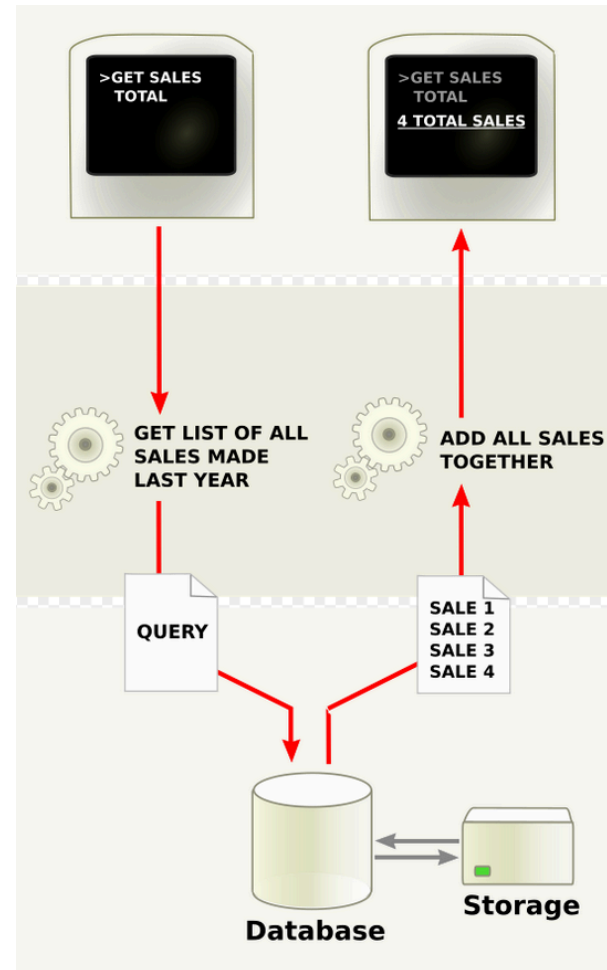 >GET SALES
TOTAL
>GET SALES
TOTAL
4 TOTAL SALES
GET LIST OF ALL
SALES MADE
LAST YEAR
ADD ALL SALES
TOGETHER
QUERY
SALE 1
SALE 2
SALE 3
SALE 4
Database
Storage